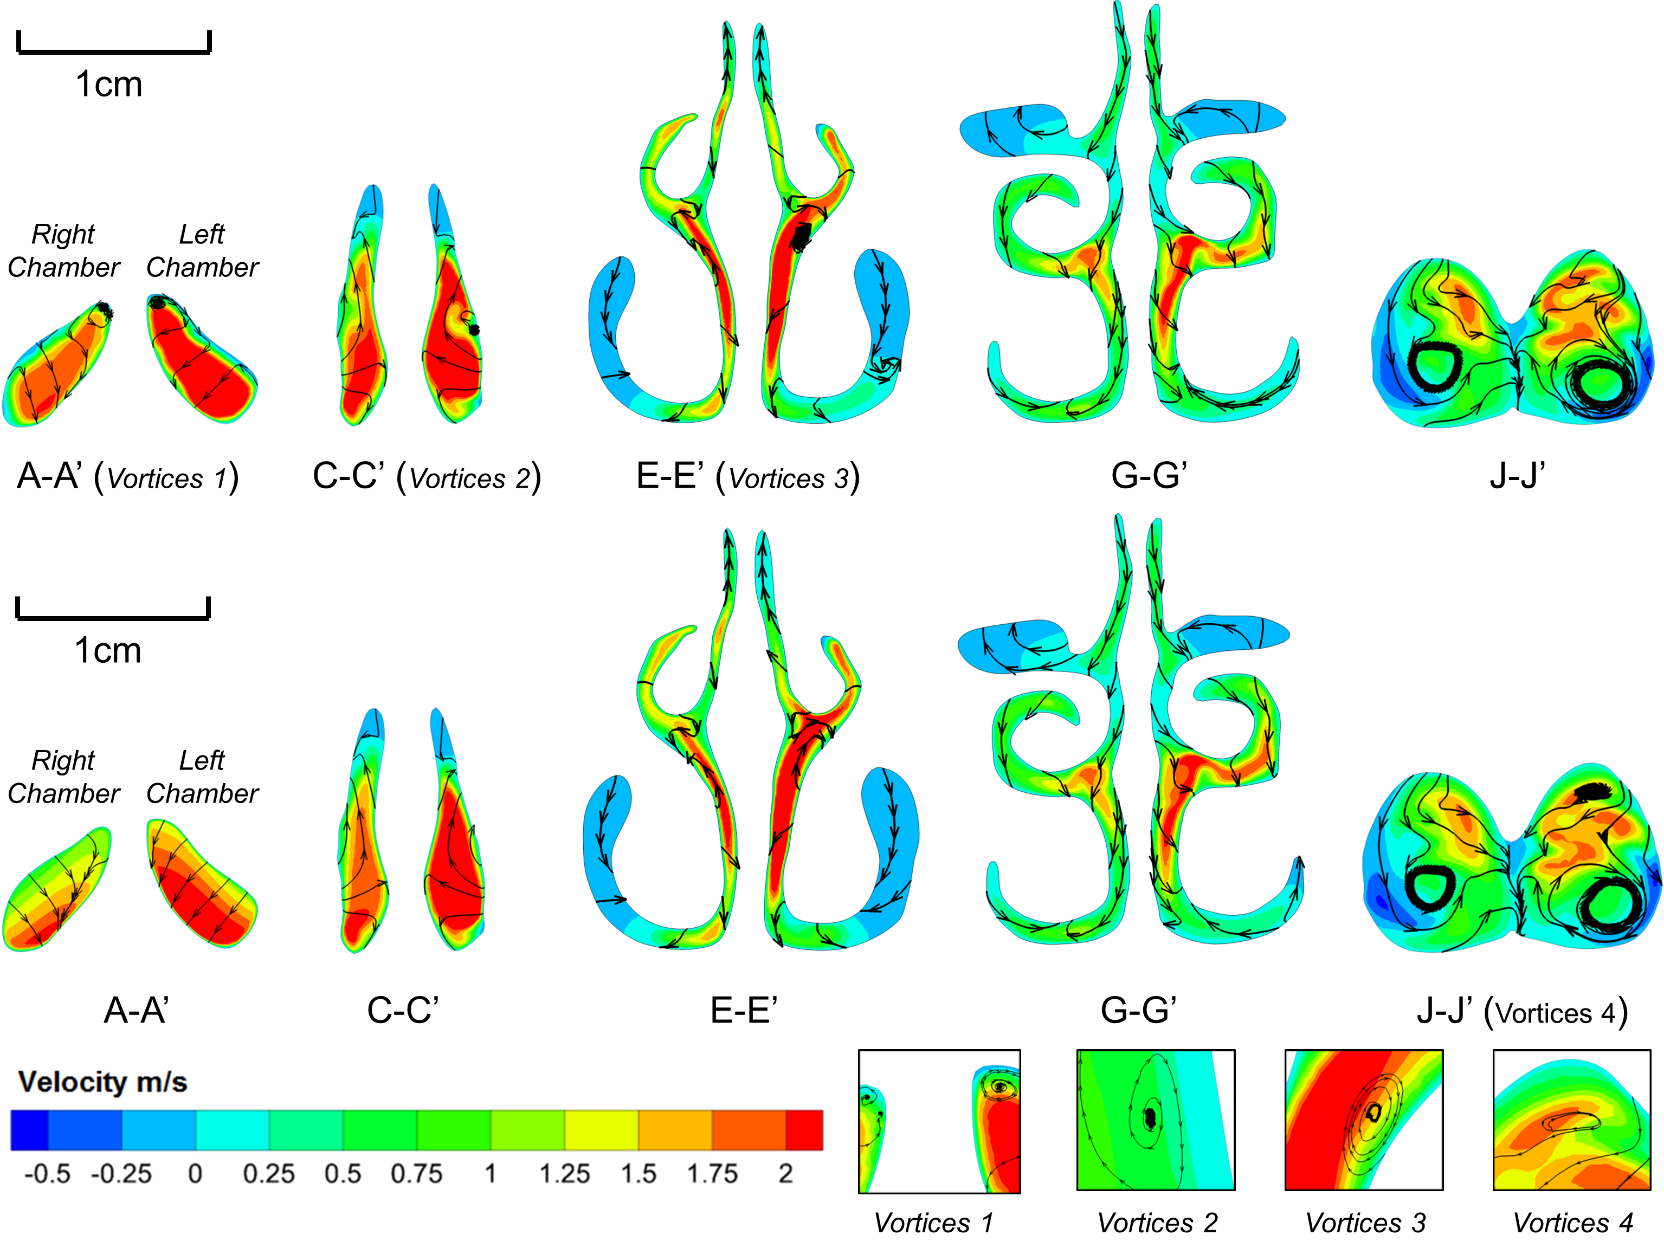 1cm
Right
Chamber
Left
Chamber
A-A’ (Vortices 1)
C-C’ (Vortices 2)
E-E’ (Vortices 3)
G-G’
J-J’
1cm
Right
Chamber
Left
Chamber
A-A’
C-C’
E-E’
G-G’
J-J’ (Vortices 4)
Velocity m/s
-0.5 -0.25 0 0.25 0.5 0.75 1 1.25 1.5 1.75 2
Vortices 1
Vortices 2
Vortices 3
Vortices 4